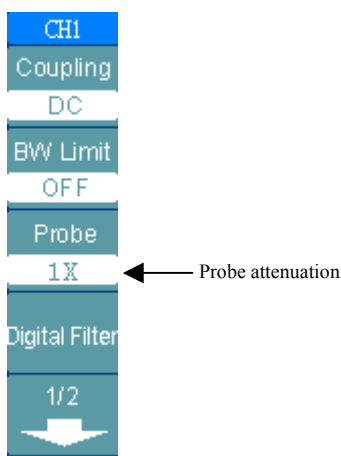 CH1
Coupling
DC
BW Limit
OFF
Probe
1X
Probe attenuation
Digital Filter
1/2